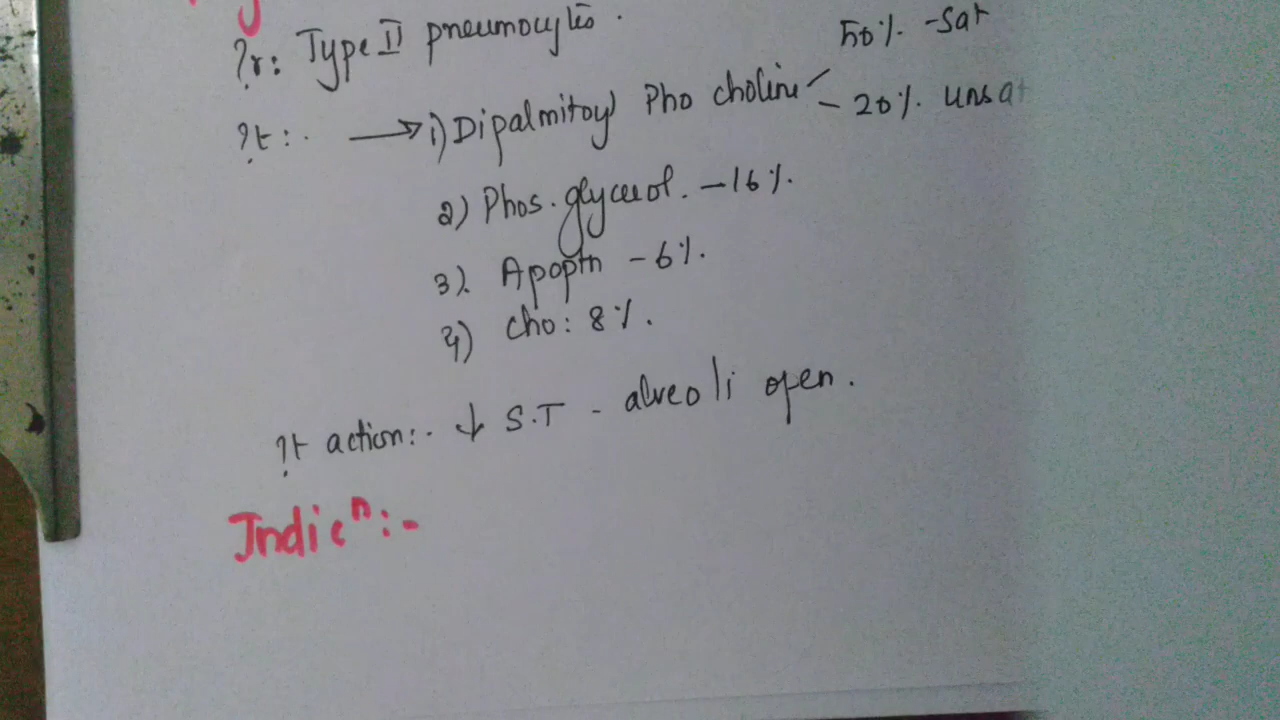 ?r: Type II pneumocytes.
50% -Sat
?t:. → 1) Dipalmitoyl Pho choline - 20% unsat
2) Phos. glycerol. - 16%.
3) Apoptn - 6%.
4) cho: 8%.
?t action:. ↓ S.T - alveoli open.
Indicⁿ:-